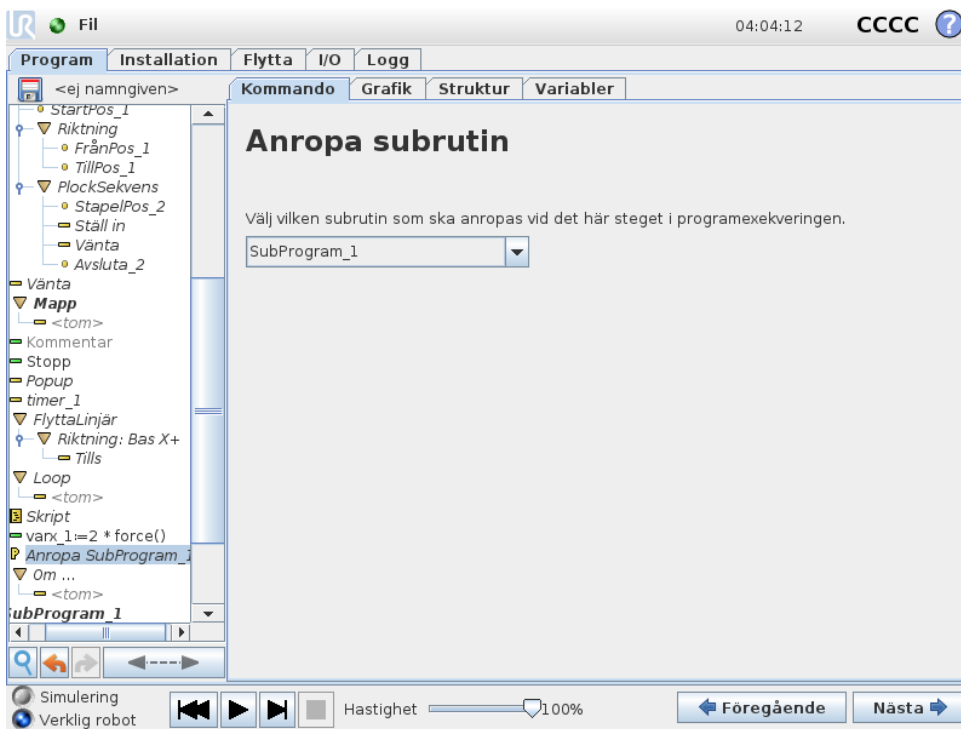 UR Fil 04:04:12 CCCC ?
Program Installation Flytta I/O Logg
<ej namngiven>
Kommando Grafik Struktur Variabler
StartPos_1
Riktning
FrånPos_1
TillPos_1
PlockSekvens
StapelPos_2
Ställ in
Vänta
Avsluta_2
Vänta
Mapp
<tom>
Kommentar
Stopp
Popup
timer_1
FlyttaLinjär
Riktning: Bas X+
Tills
Loop
<tom>
Skript
varx_1:=2 * force()
Anropa SubProgram_1
Om ...
<tom>
SubProgram_1
Anropa subrutin
Välj vilken subrutin som ska anropas vid det här steget i programexekveringen.
SubProgram_1
Simulering
Verklig robot
Hastighet 100%
Föregående Nästa